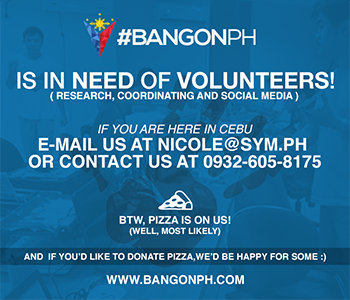 #BANGONPH
IS IN NEED OF VOLUNTEERS!
( RESEARCH, COORDINATING AND SOCIAL MEDIA )
IF YOU ARE HERE IN CEBU
E-MAIL US AT NICOLE@SYM.PH
OR CONTACT US AT 0932-605-8175
BTW, PIZZA IS ON US!
(WELL, MOST LIKELY)
AND IF YOU'D LIKE TO DONATE PIZZA,WE'D BE HAPPY FOR SOME :)
WWW.BANGONPH.COM